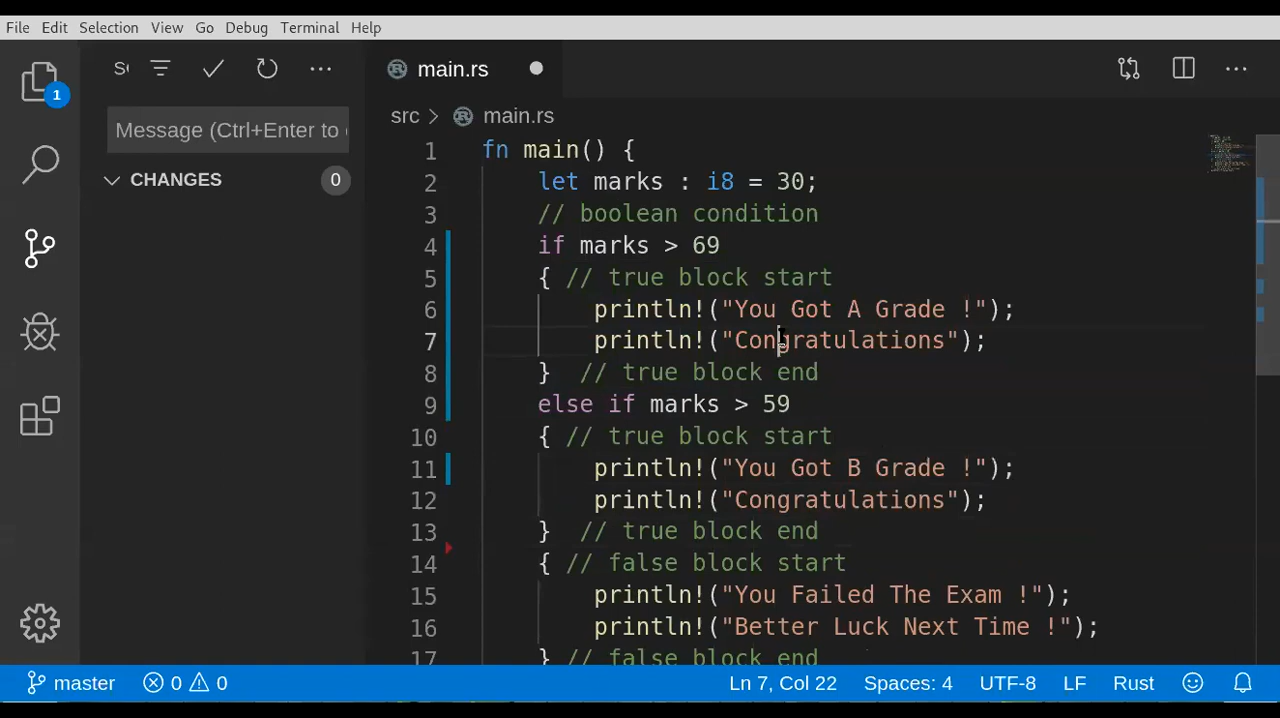 File Edit Selection View Go Debug Terminal Help
main.rs
1
Message (Ctrl+Enter to
src > main.rs
CHANGES 0
1 fn main() {
2 let marks : i8 = 30;
3 // boolean condition
4 if marks > 69
5 { // true block start
6 println!("You Got A Grade !");
7 println!("Congratulations");
8 } // true block end
9 else if marks > 59
10 { // true block start
11 println!("You Got B Grade !");
12 println!("Congratulations");
13 } // true block end
14 { // false block start
15 println!("You Failed The Exam !");
16 println!("Better Luck Next Time !");
17 } // false block end
master 0 0 Ln 7, Col 22 Spaces: 4 UTF-8 LF Rust